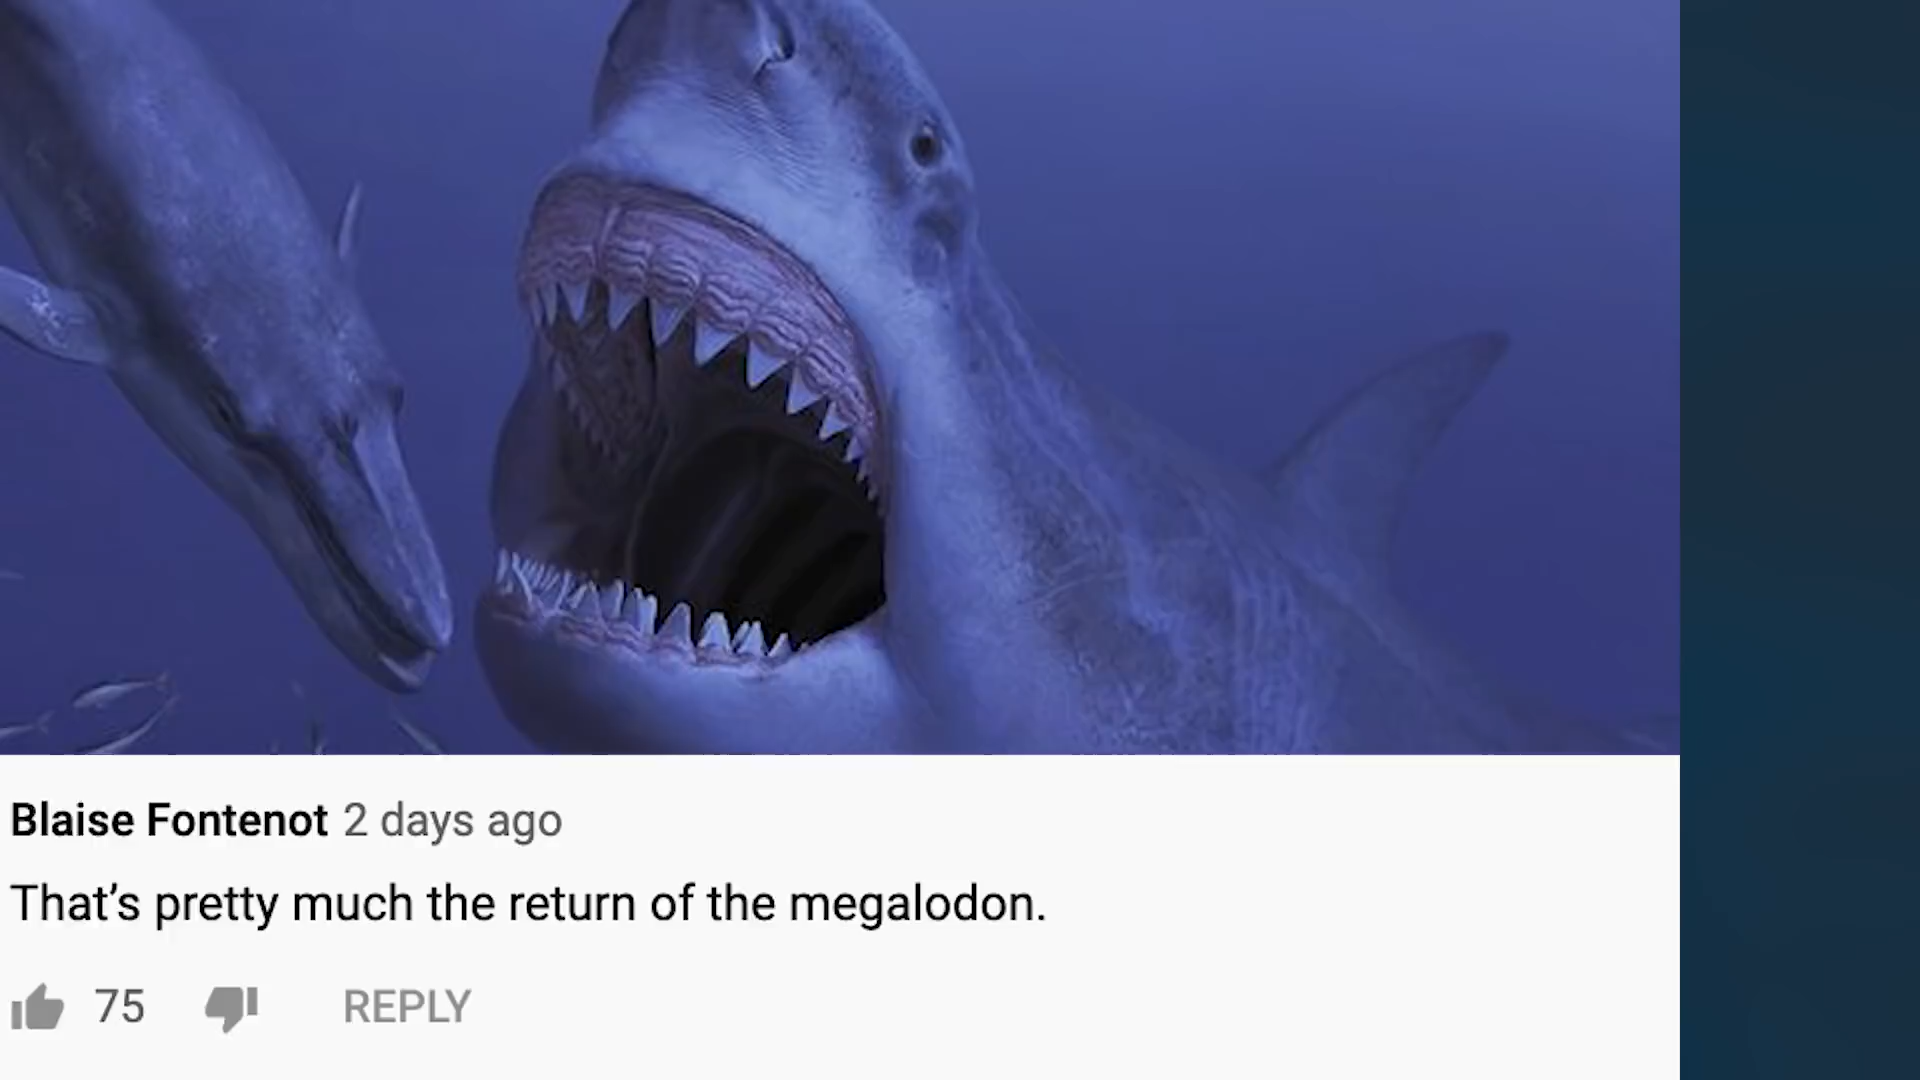 Blaise Fontenot 2 days ago
That’s pretty much the return of the megalodon.
75 REPLY